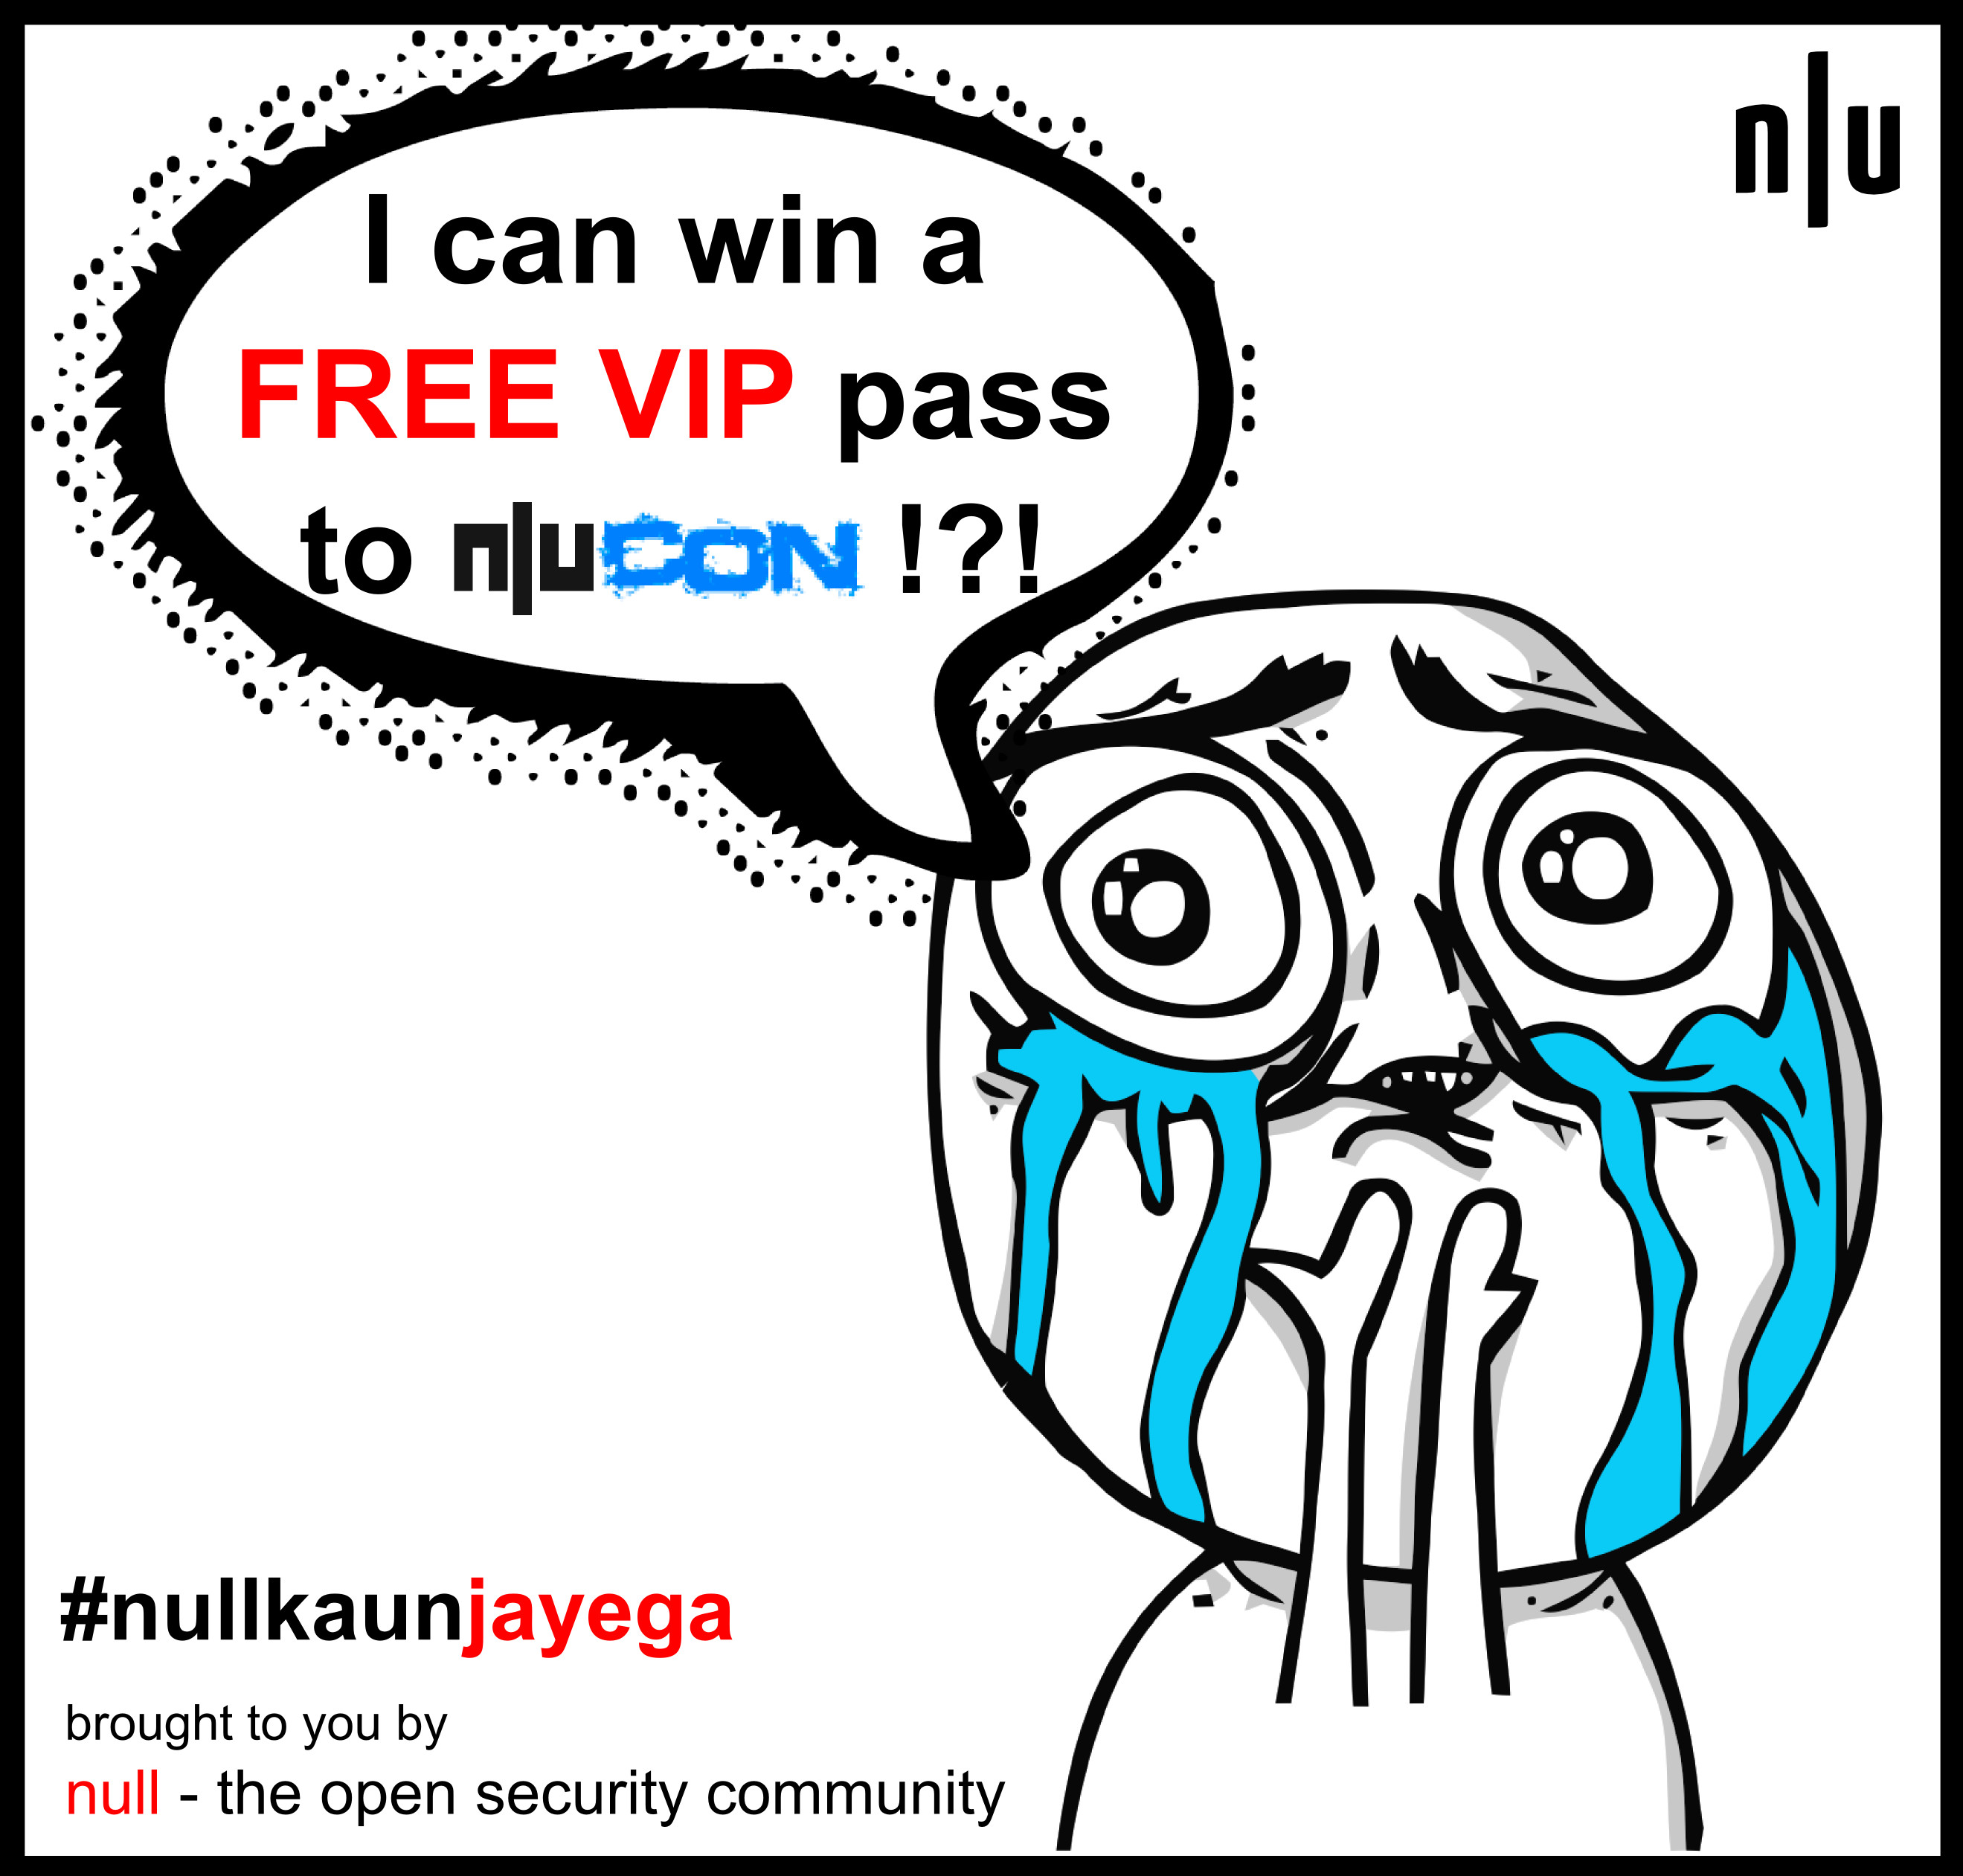 n|u
I can win a
FREE VIP pass
to n|uCON !?!
#nullkaunjayega
brought to you by
null - the open security community